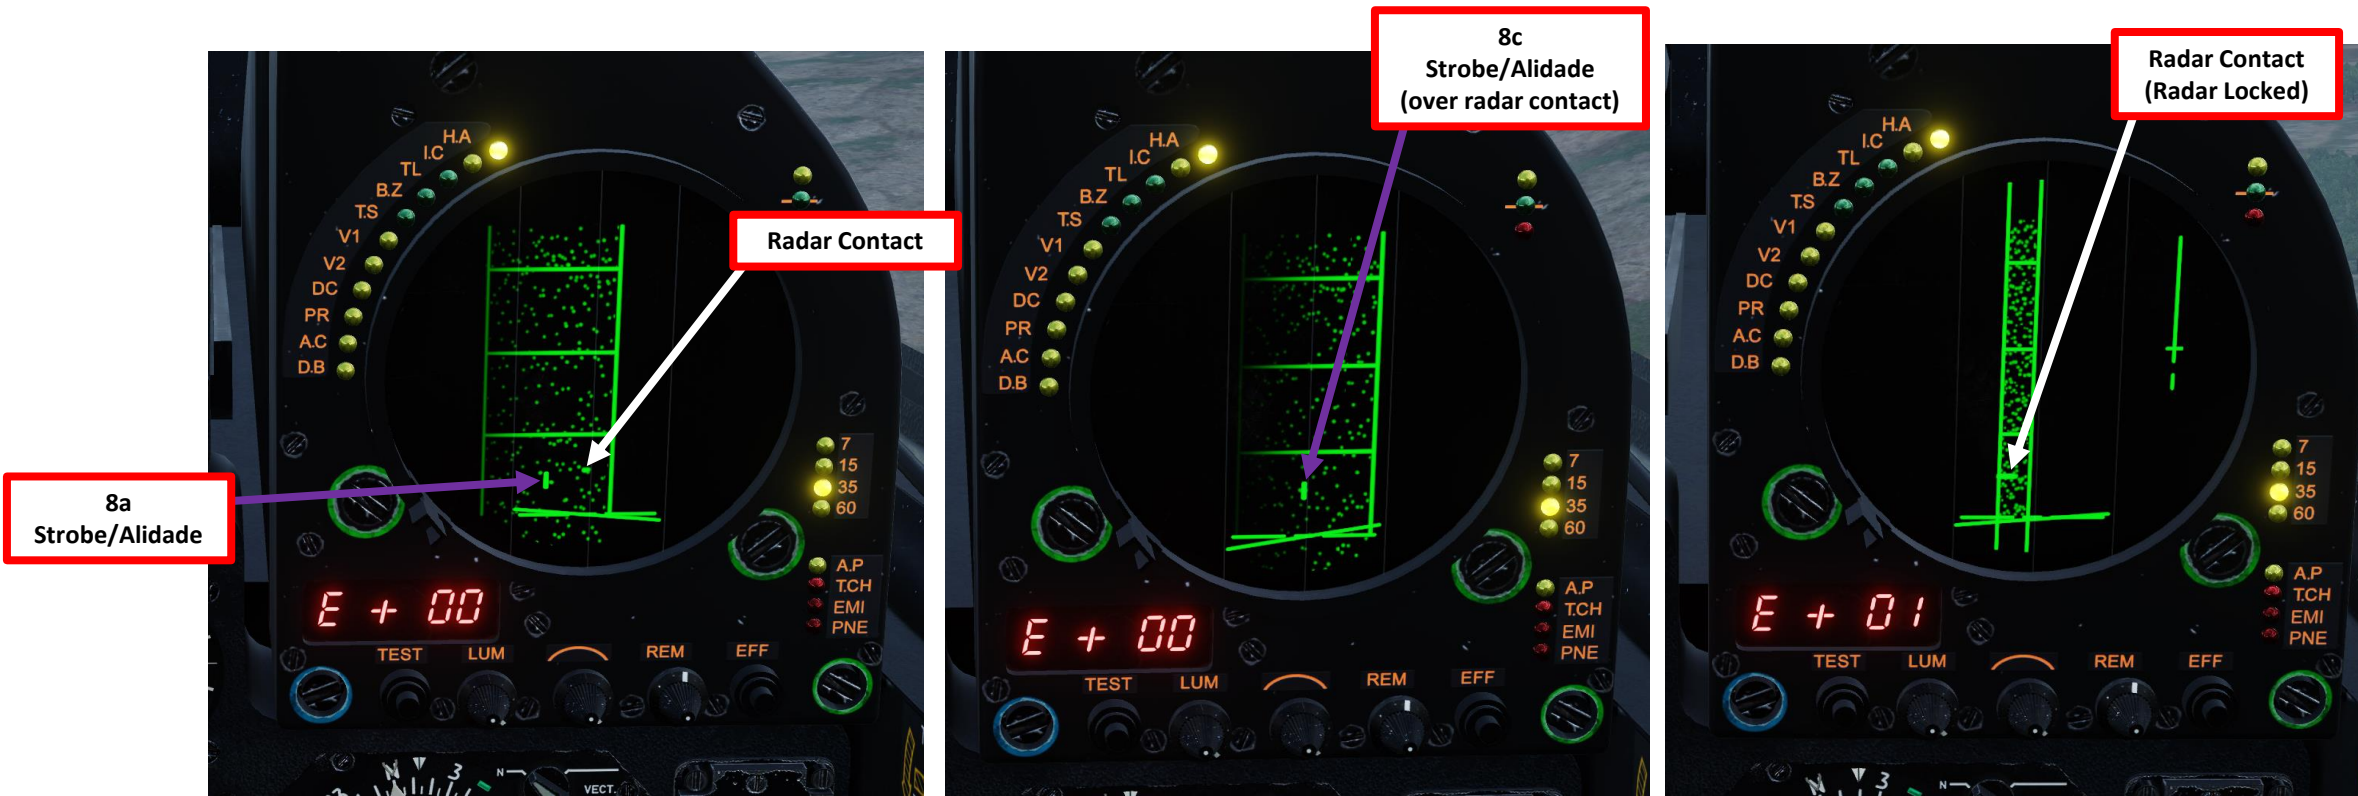 8c
Strobe/Alidade
(over radar contact)
Radar Contact
(Radar Locked)
Radar Contact
8a
Strobe/Alidade
H.A
I.C
TL
B.Z
T.S
V1
V2
DC
PR
A.C
D.B
7
15
35
60
A.P
T.CH
EMI
PNE
E + 00
TEST LUM REM EFF
N 3 N VECT.
H.A
I.C
TL
B.Z
T.S
V1
V2
DC
PR
A.C
D.B
7
15
35
60
A.P
T.CH
EMI
PNE
E + 00
TEST LUM REM EFF
H.A
I.C
TL
B.Z
T.S
V1
V2
DC
PR
A.C
D.B
7
15
35
60
A.P
T.CH
EMI
PNE
E + 01
TEST LUM REM EFF
N 3 N